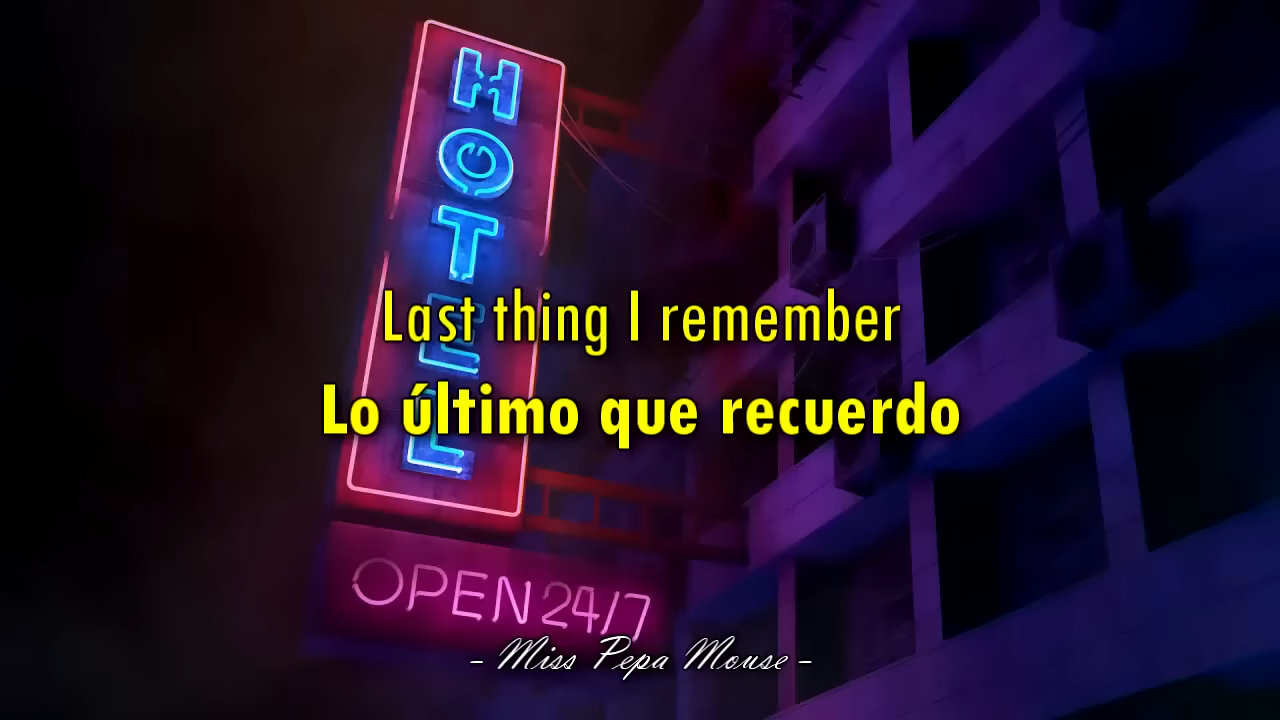 HOTEL
Last thing I remember
Lo último que recuerdo
OPEN 24/7
- Miss Pepa Mouse -